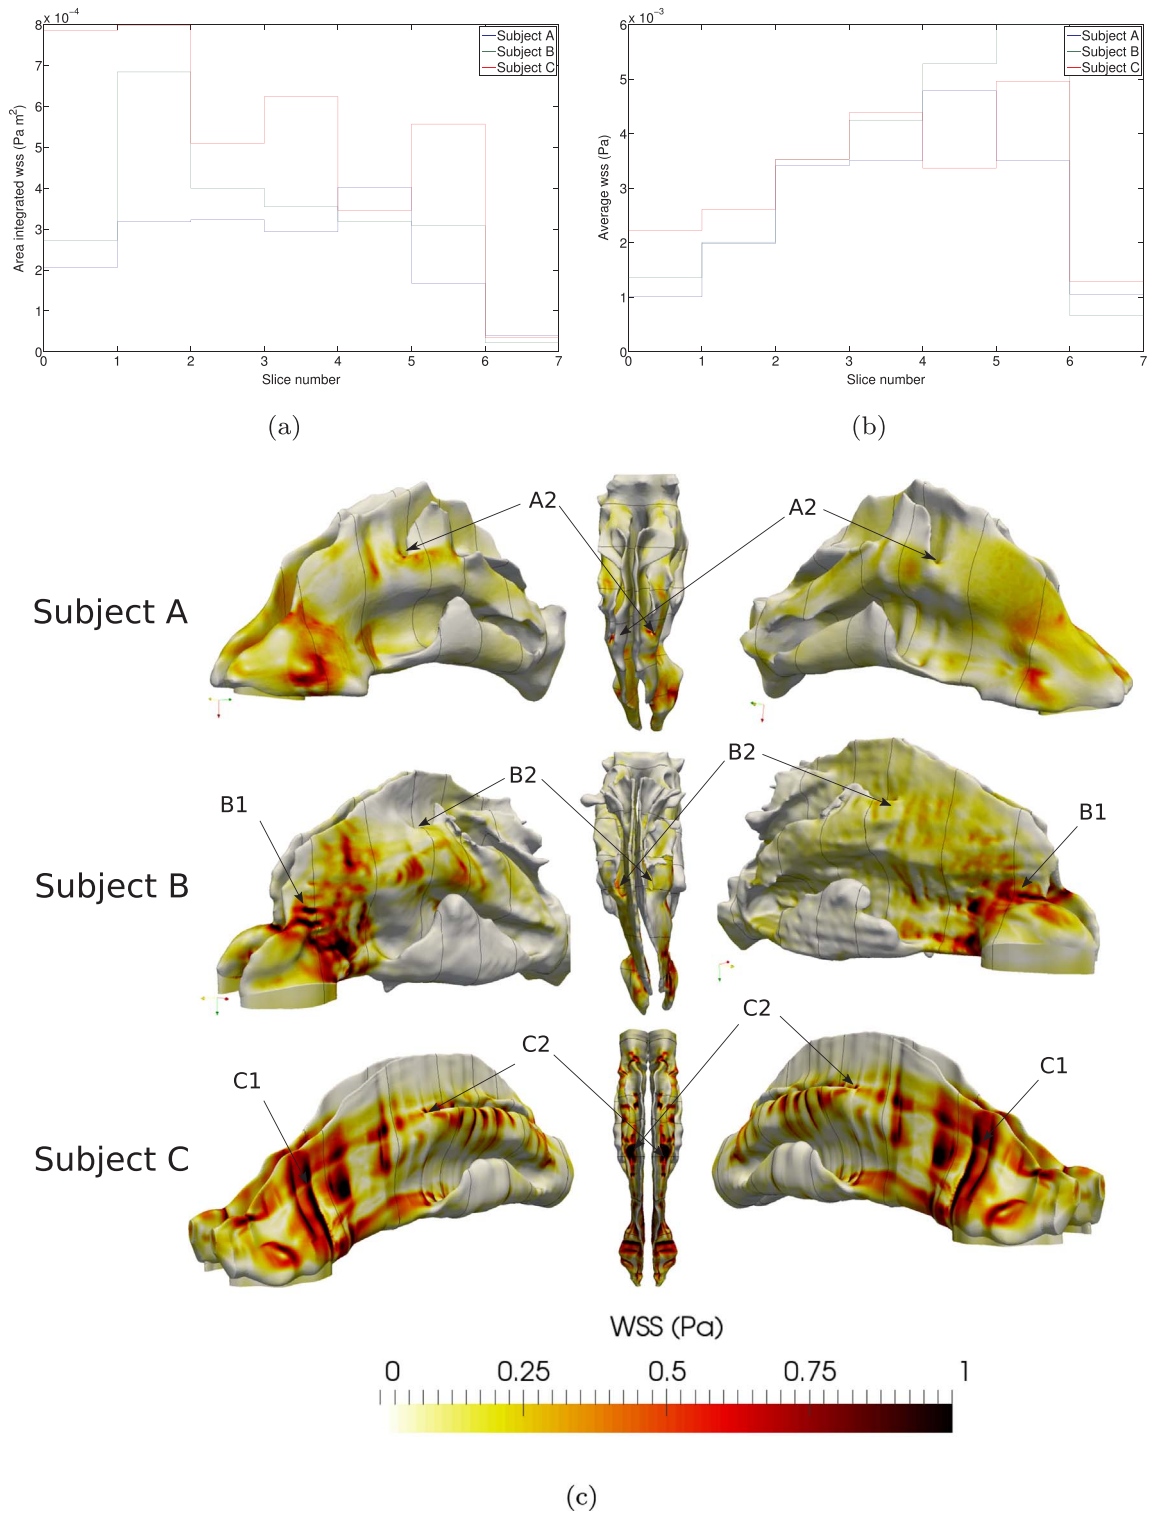 x 10⁻⁴
8
7
6
5
4
3
2
1
0
Area integrated wss (Pa m²)
Subject A
Subject B
Subject C
0 1 2 3 4 5 6 7
Slice number
(a)
x 10⁻³
6
5
4
3
2
1
0
Average wss (Pa)
Subject A
Subject B
Subject C
0 1 2 3 4 5 6 7
Slice number
(b)
A2 A2
Subject A
B2 B2
B1 B1
Subject B
C2 C2
C1 C1
Subject C
WSS (Pa)
0 0.25 0.5 0.75 1
(c)